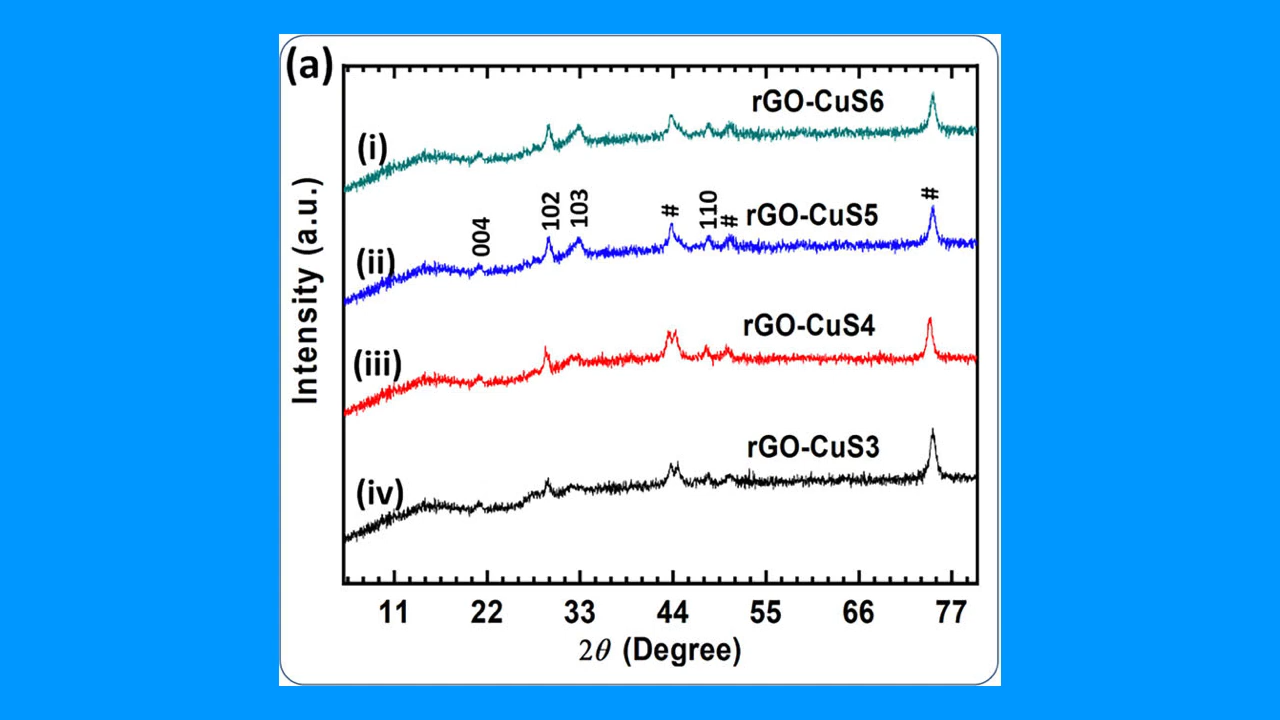 (a)
rGO-CuS6
(i)
004
102
103
#
110
#
#
rGO-CuS5
(ii)
rGO-CuS4
(iii)
rGO-CuS3
(iv)
Intensity (a.u.)
11 22 33 44 55 66 77
2θ (Degree)